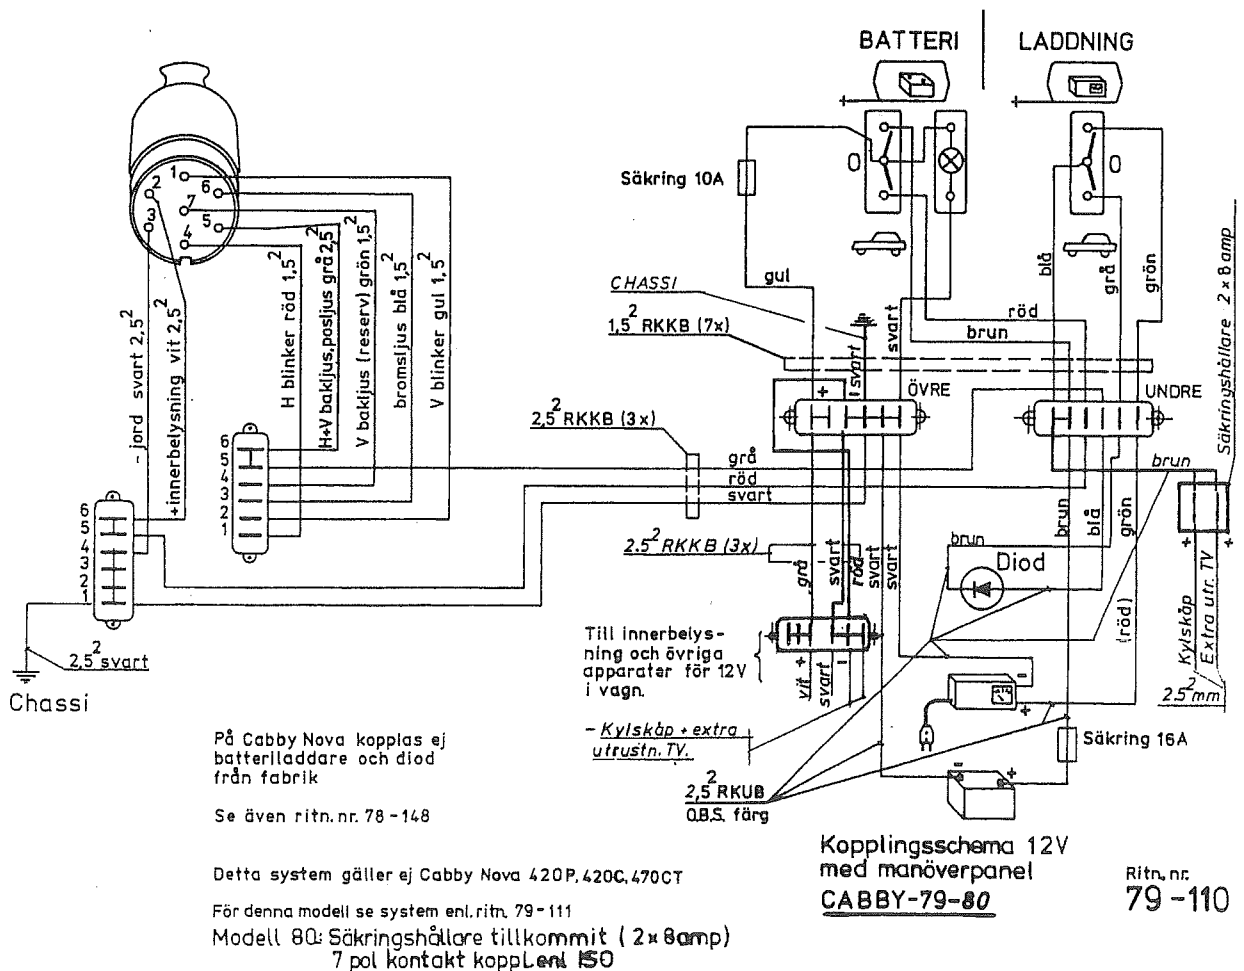 BATTERI
LADDNING
+
+
1
2
6
7
3
5
4
0
0
Säkring 10A
gul
blå
grå
grön
CHASSI
1,5² RKKB (7x)
svart
svart
röd
brun
Säkringshållare 2x8amp
- jord svart 2,5²
+innerbelysning vit 2,5²
H blinker röd 1,5²
H+V bakljus,posljus grå 2,5²
V bakljus (reserv) grön 1,5²
bromsljus blå 1,5²
V blinker gul 1,5²
+
-
ÖVRE
UNDRE
2,5² RKKB (3x)
6
5
4
3
2
1
grå
röd
svart
brun
6
5
4
3
2
1
2.5² RKKB (3x)
grå
svart
röd
svart
svart
brun
blå
grön
brun
Diod
(röd)
+
+
Kylskåp
Extra utr. TV
2.5² mm
2,5² svart
Chassi
Till innerbelys-
ning och övriga
apparater för 12V
i vagn.
vit +
svart
-
-
+
- Kylskåp + extra
utrustn. TV.
Säkring 16A
-
+
2,5² RKUB
O.B.S. färg
På Cabby Nova kopplas ej
batteriladdare och diod
från fabrik
Se även ritn. nr. 78-148
Detta system gäller ej Cabby Nova 420P, 420C, 470CT
För denna modell se system enl. ritn. 79-111
Modell 80: Säkringshållare tillkommit (2x8amp)
7 pol kontakt koppl. enl ISO
Kopplingsschema 12V
med manöverpanel
CABBY-79-80
Ritn. nr.
79-110